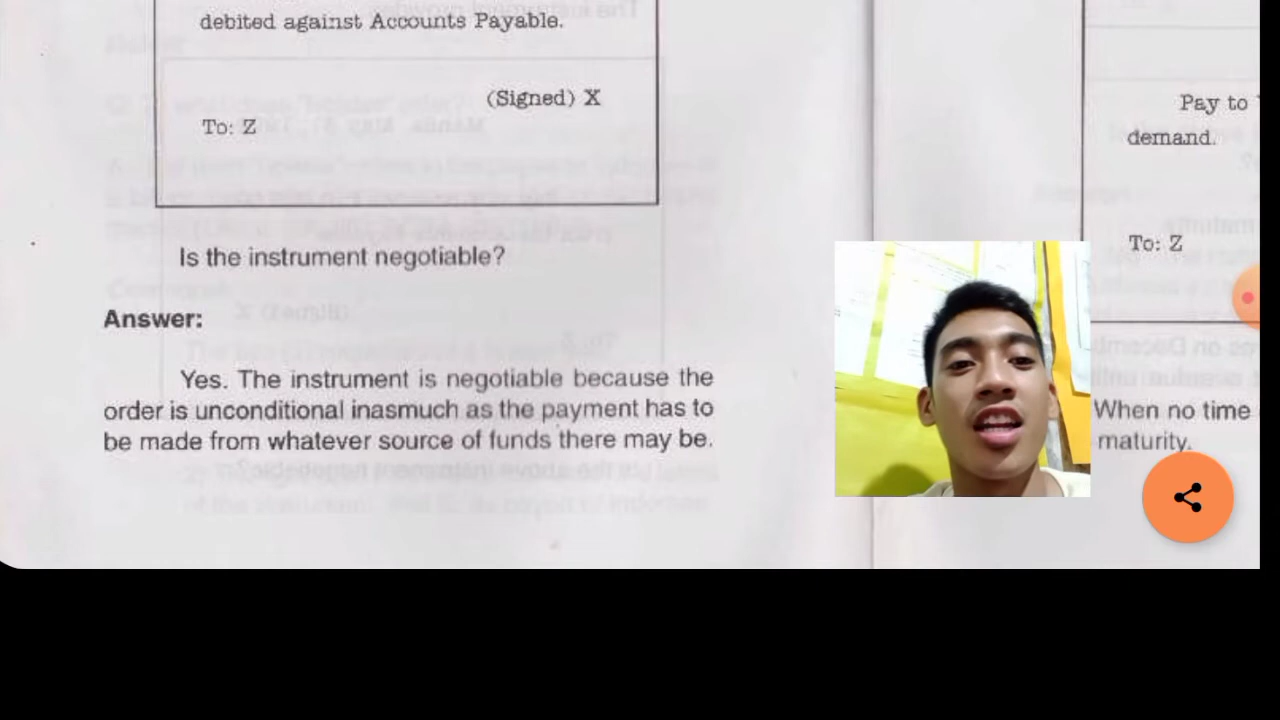 debited against Accounts Payable.
(Signed) X
To: Z
Is the instrument negotiable?
Answer:
Yes. The instrument is negotiable because the
order is unconditional inasmuch as the payment has to
be made from whatever source of funds there may be.
Pay to
demand.
To: Z
When no time
maturity.